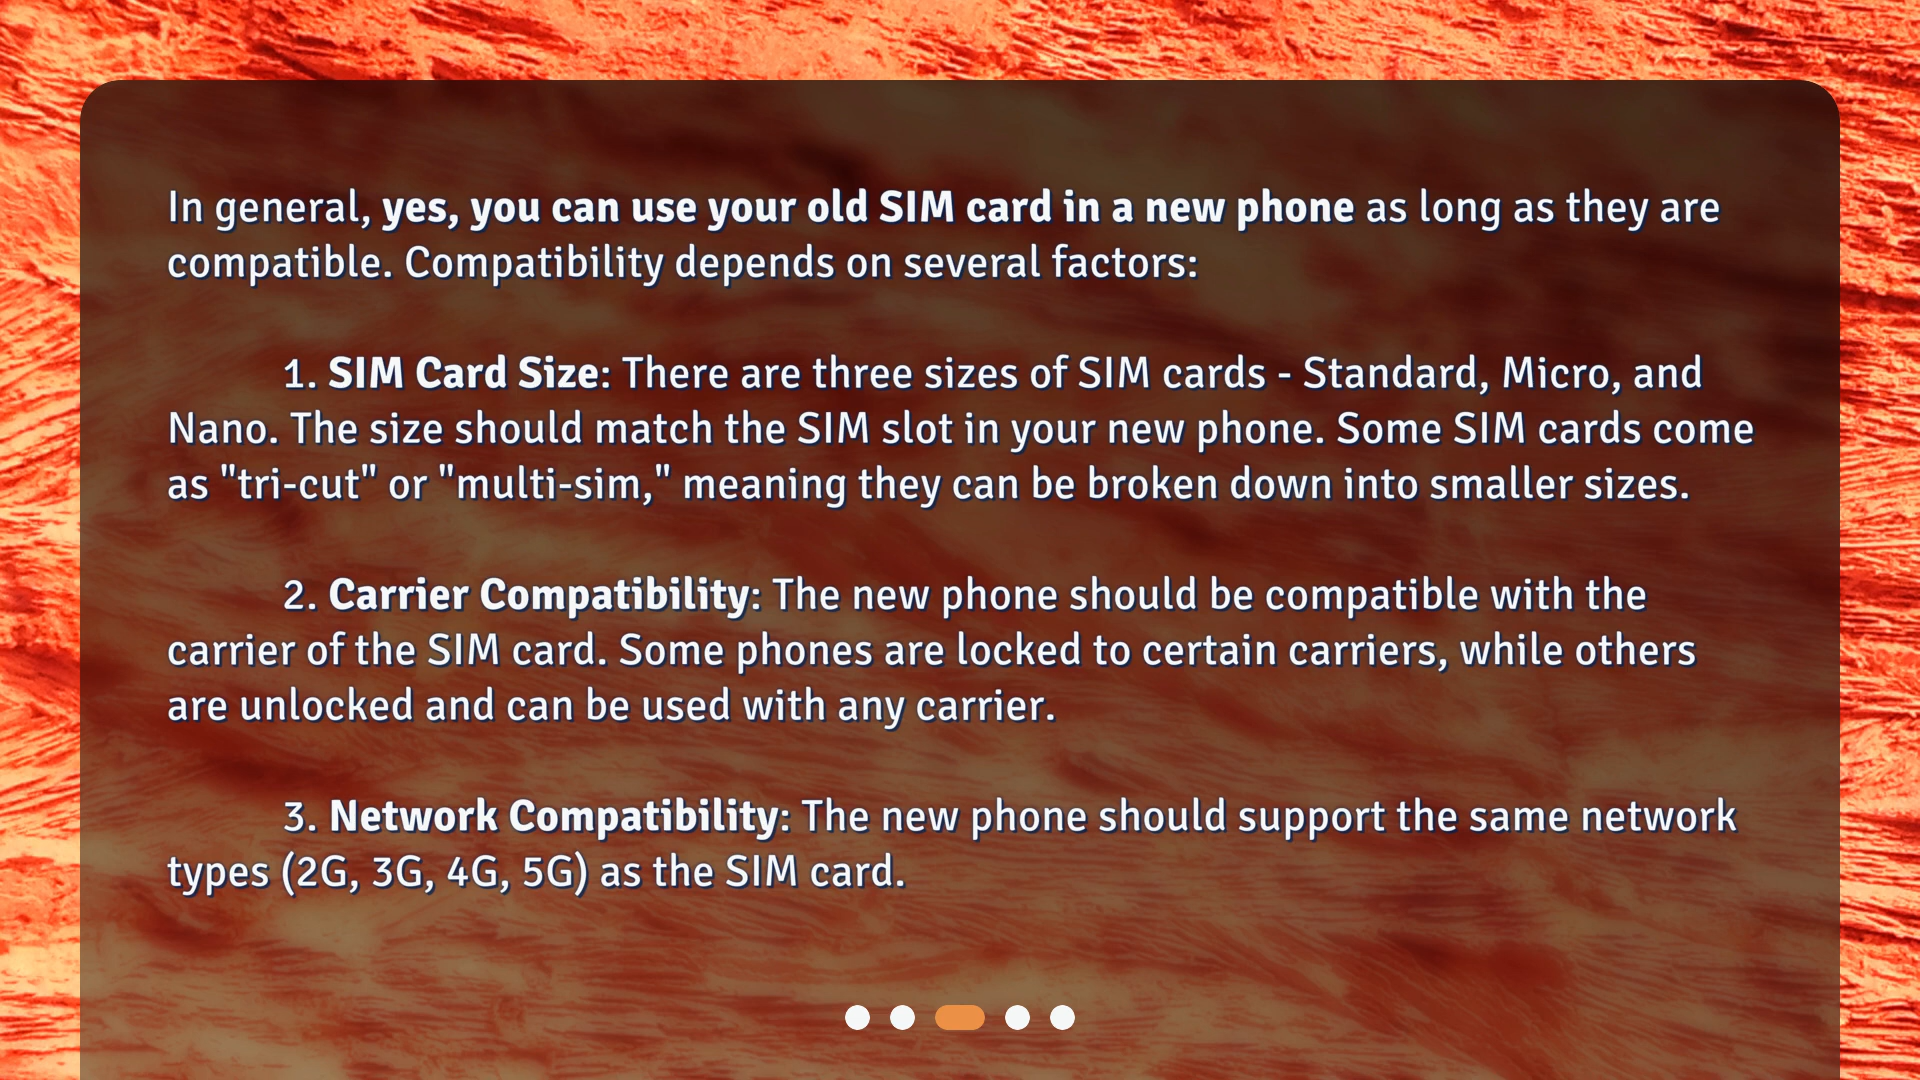 In general, yes, you can use your old SIM card in a new phone as long as they are
compatible. Compatibility depends on several factors:
1. SIM Card Size: There are three sizes of SIM cards - Standard, Micro, and
Nano. The size should match the SIM slot in your new phone. Some SIM cards come
as "tri-cut" or "multi-sim," meaning they can be broken down into smaller sizes.
2. Carrier Compatibility: The new phone should be compatible with the
carrier of the SIM card. Some phones are locked to certain carriers, while others
are unlocked and can be used with any carrier.
3. Network Compatibility: The new phone should support the same network
types (2G, 3G, 4G, 5G) as the SIM card.